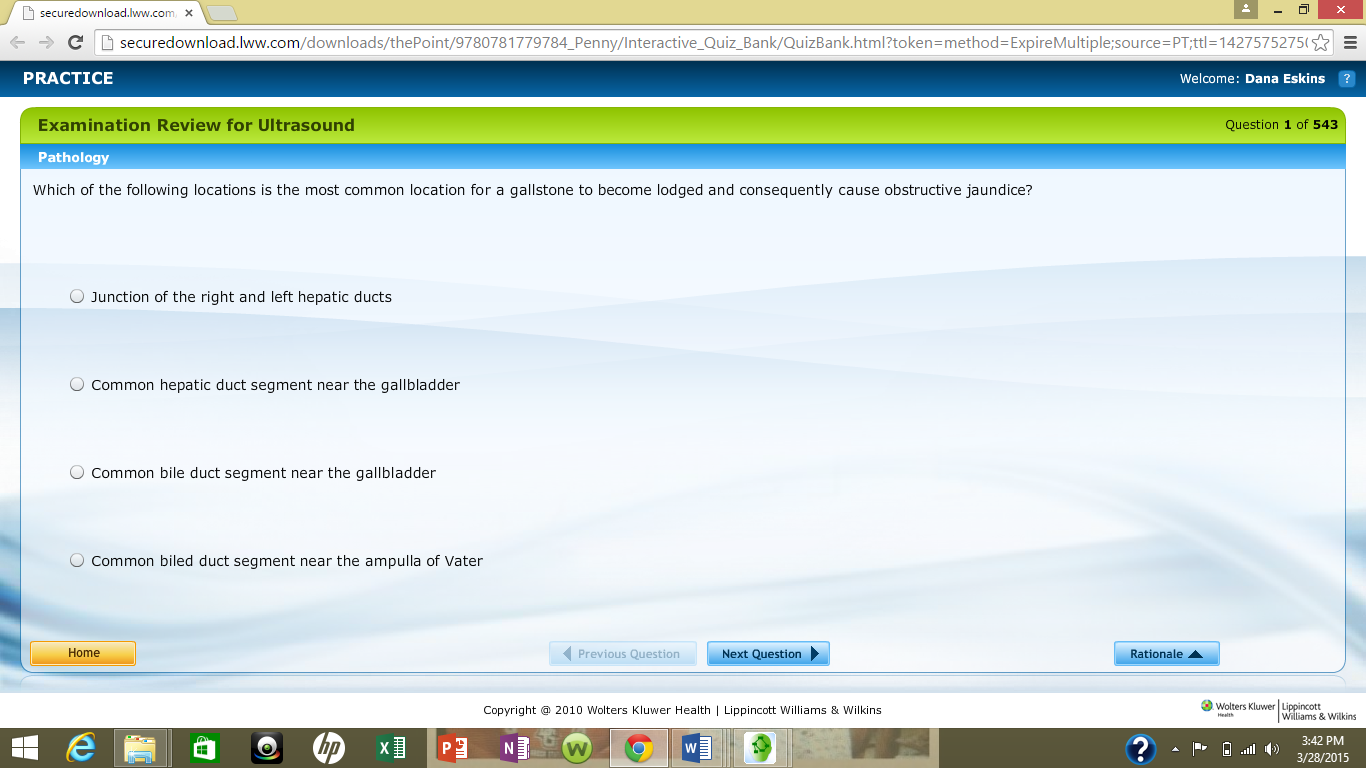 securedownload.lww.com
securedownload.lww.com/downloads/thePoint/9780781779784_Penny/Interactive_Quiz_Bank/QuizBank.html?token=method=ExpireMultiple;source=PT;ttl=1427575275(
PRACTICE
Welcome: Dana Eskins ?
Examination Review for Ultrasound
Question 1 of 543
Pathology
Which of the following locations is the most common location for a gallstone to become lodged and consequently cause obstructive jaundice?
Junction of the right and left hepatic ducts
Common hepatic duct segment near the gallbladder
Common bile duct segment near the gallbladder
Common biled duct segment near the ampulla of Vater
Home
Previous Question
Next Question
Rationale
Copyright @ 2010 Wolters Kluwer Health | Lippincott Williams & Wilkins
Wolters Kluwer
Health
Lippincott
Williams & Wilkins
3:42 PM
3/28/2015